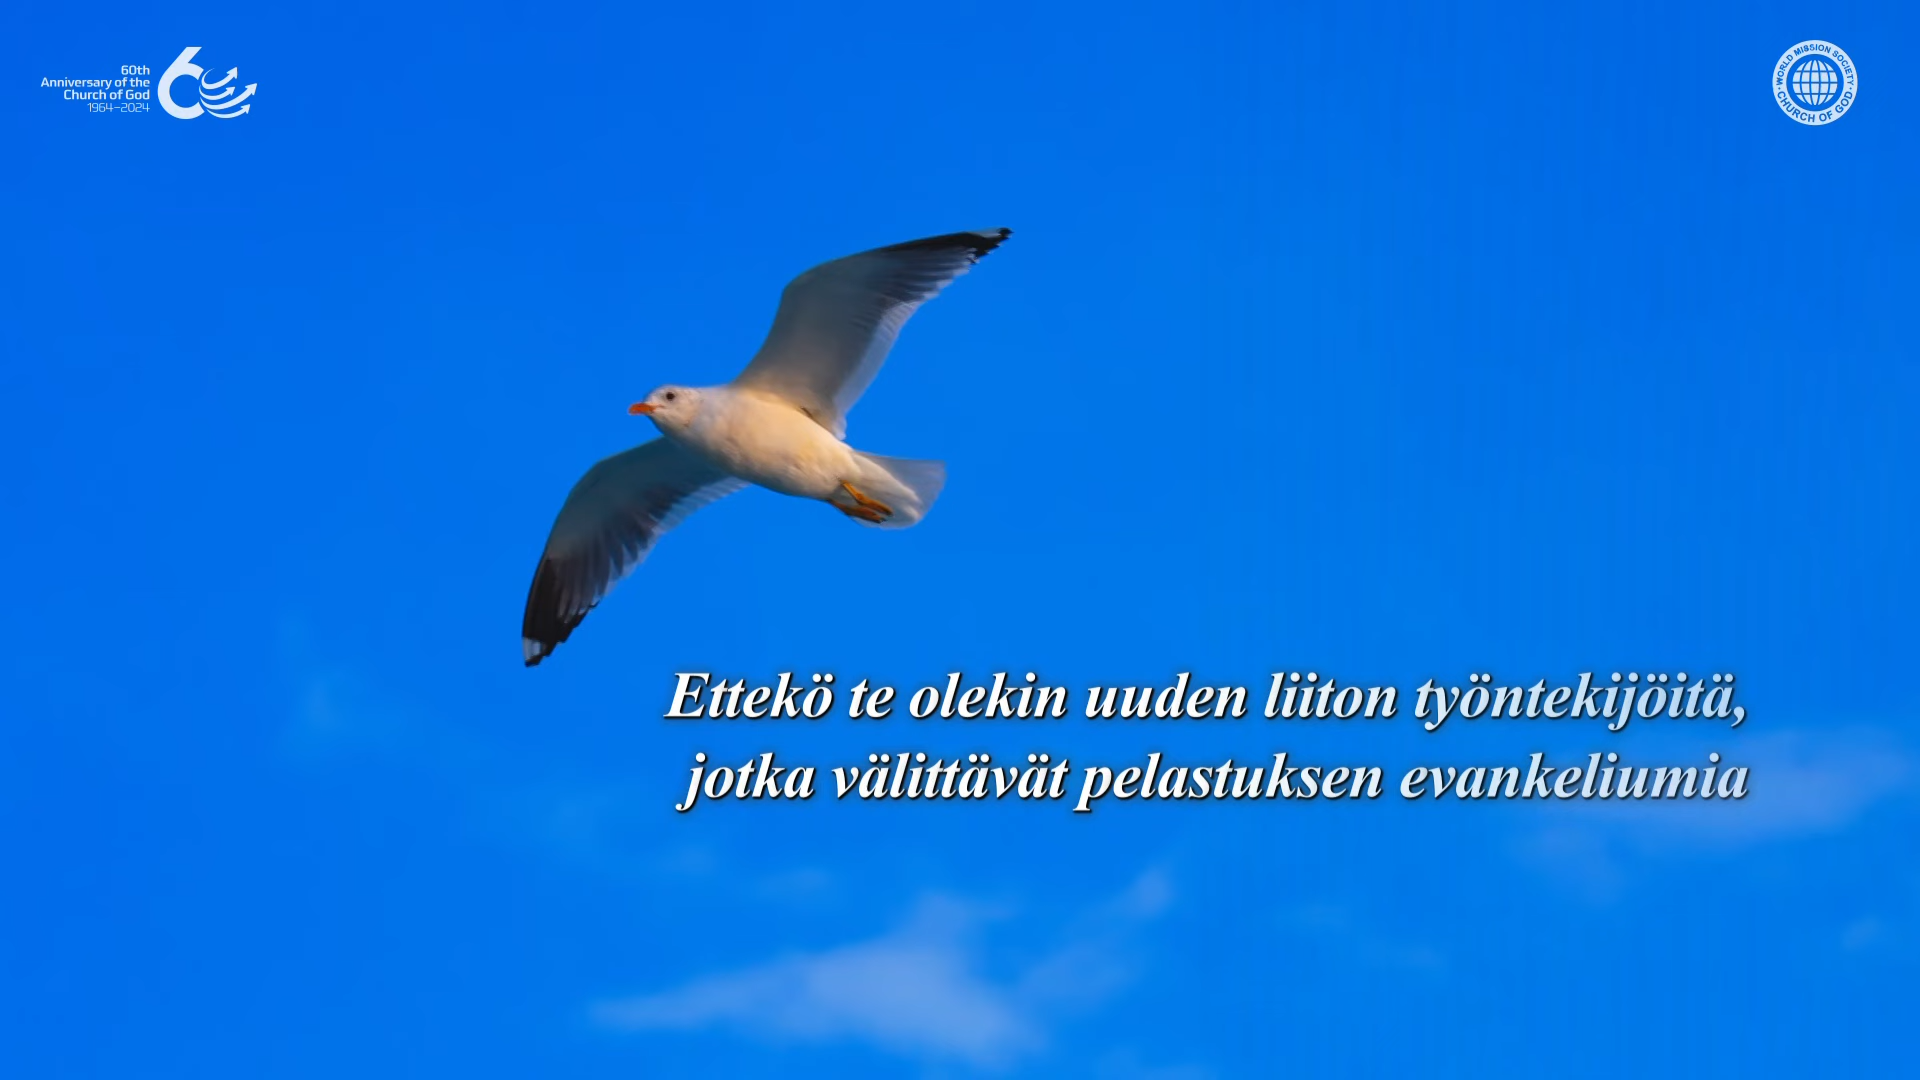 60th
Anniversary of the
Church of God
1964–2024
60
WORLD MISSION SOCIETY
CHURCH OF GOD
Ettekö te olekin uuden liiton työntekijöitä,
jotka välittävät pelastuksen evankeliumia